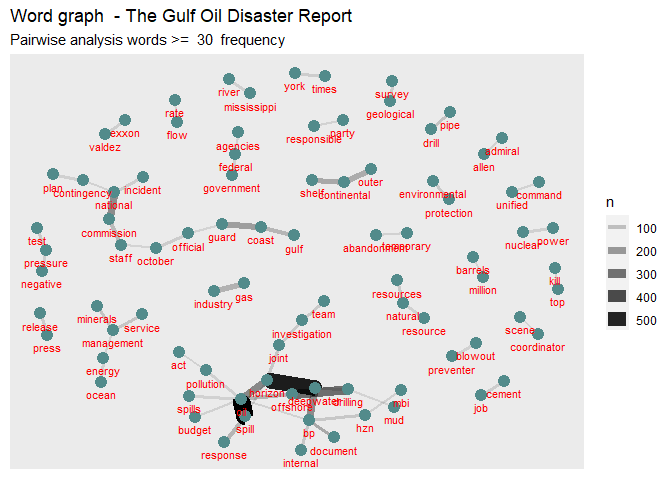 Word graph - The Gulf Oil Disaster Report
Pairwise analysis words >= 30 frequency
river
york
times
survey
mississippi
geological
rate
flow
exxon
valdez
agencies
federal
government
responsible
party
pipe
drill
admiral
allen
plan
contingency
national
incident
shelf
continental
outer
environmental
protection
command
unified
n
100
200
300
400
500
test
pressure
negative
commission
staff
october
official
guard
coast
gulf
abandonment
temporary
nuclear
power
barrels
million
kill
top
industry
gas
resources
natural
resource
release
press
minerals
service
management
team
investigation
joint
scene
coordinator
energy
ocean
act
pollution
blowout
preventer
horizon
deepwater
drilling
mbi
cement
job
spills
offshore
oil
spill
budget
bp
hzn
mud
response
document
internal